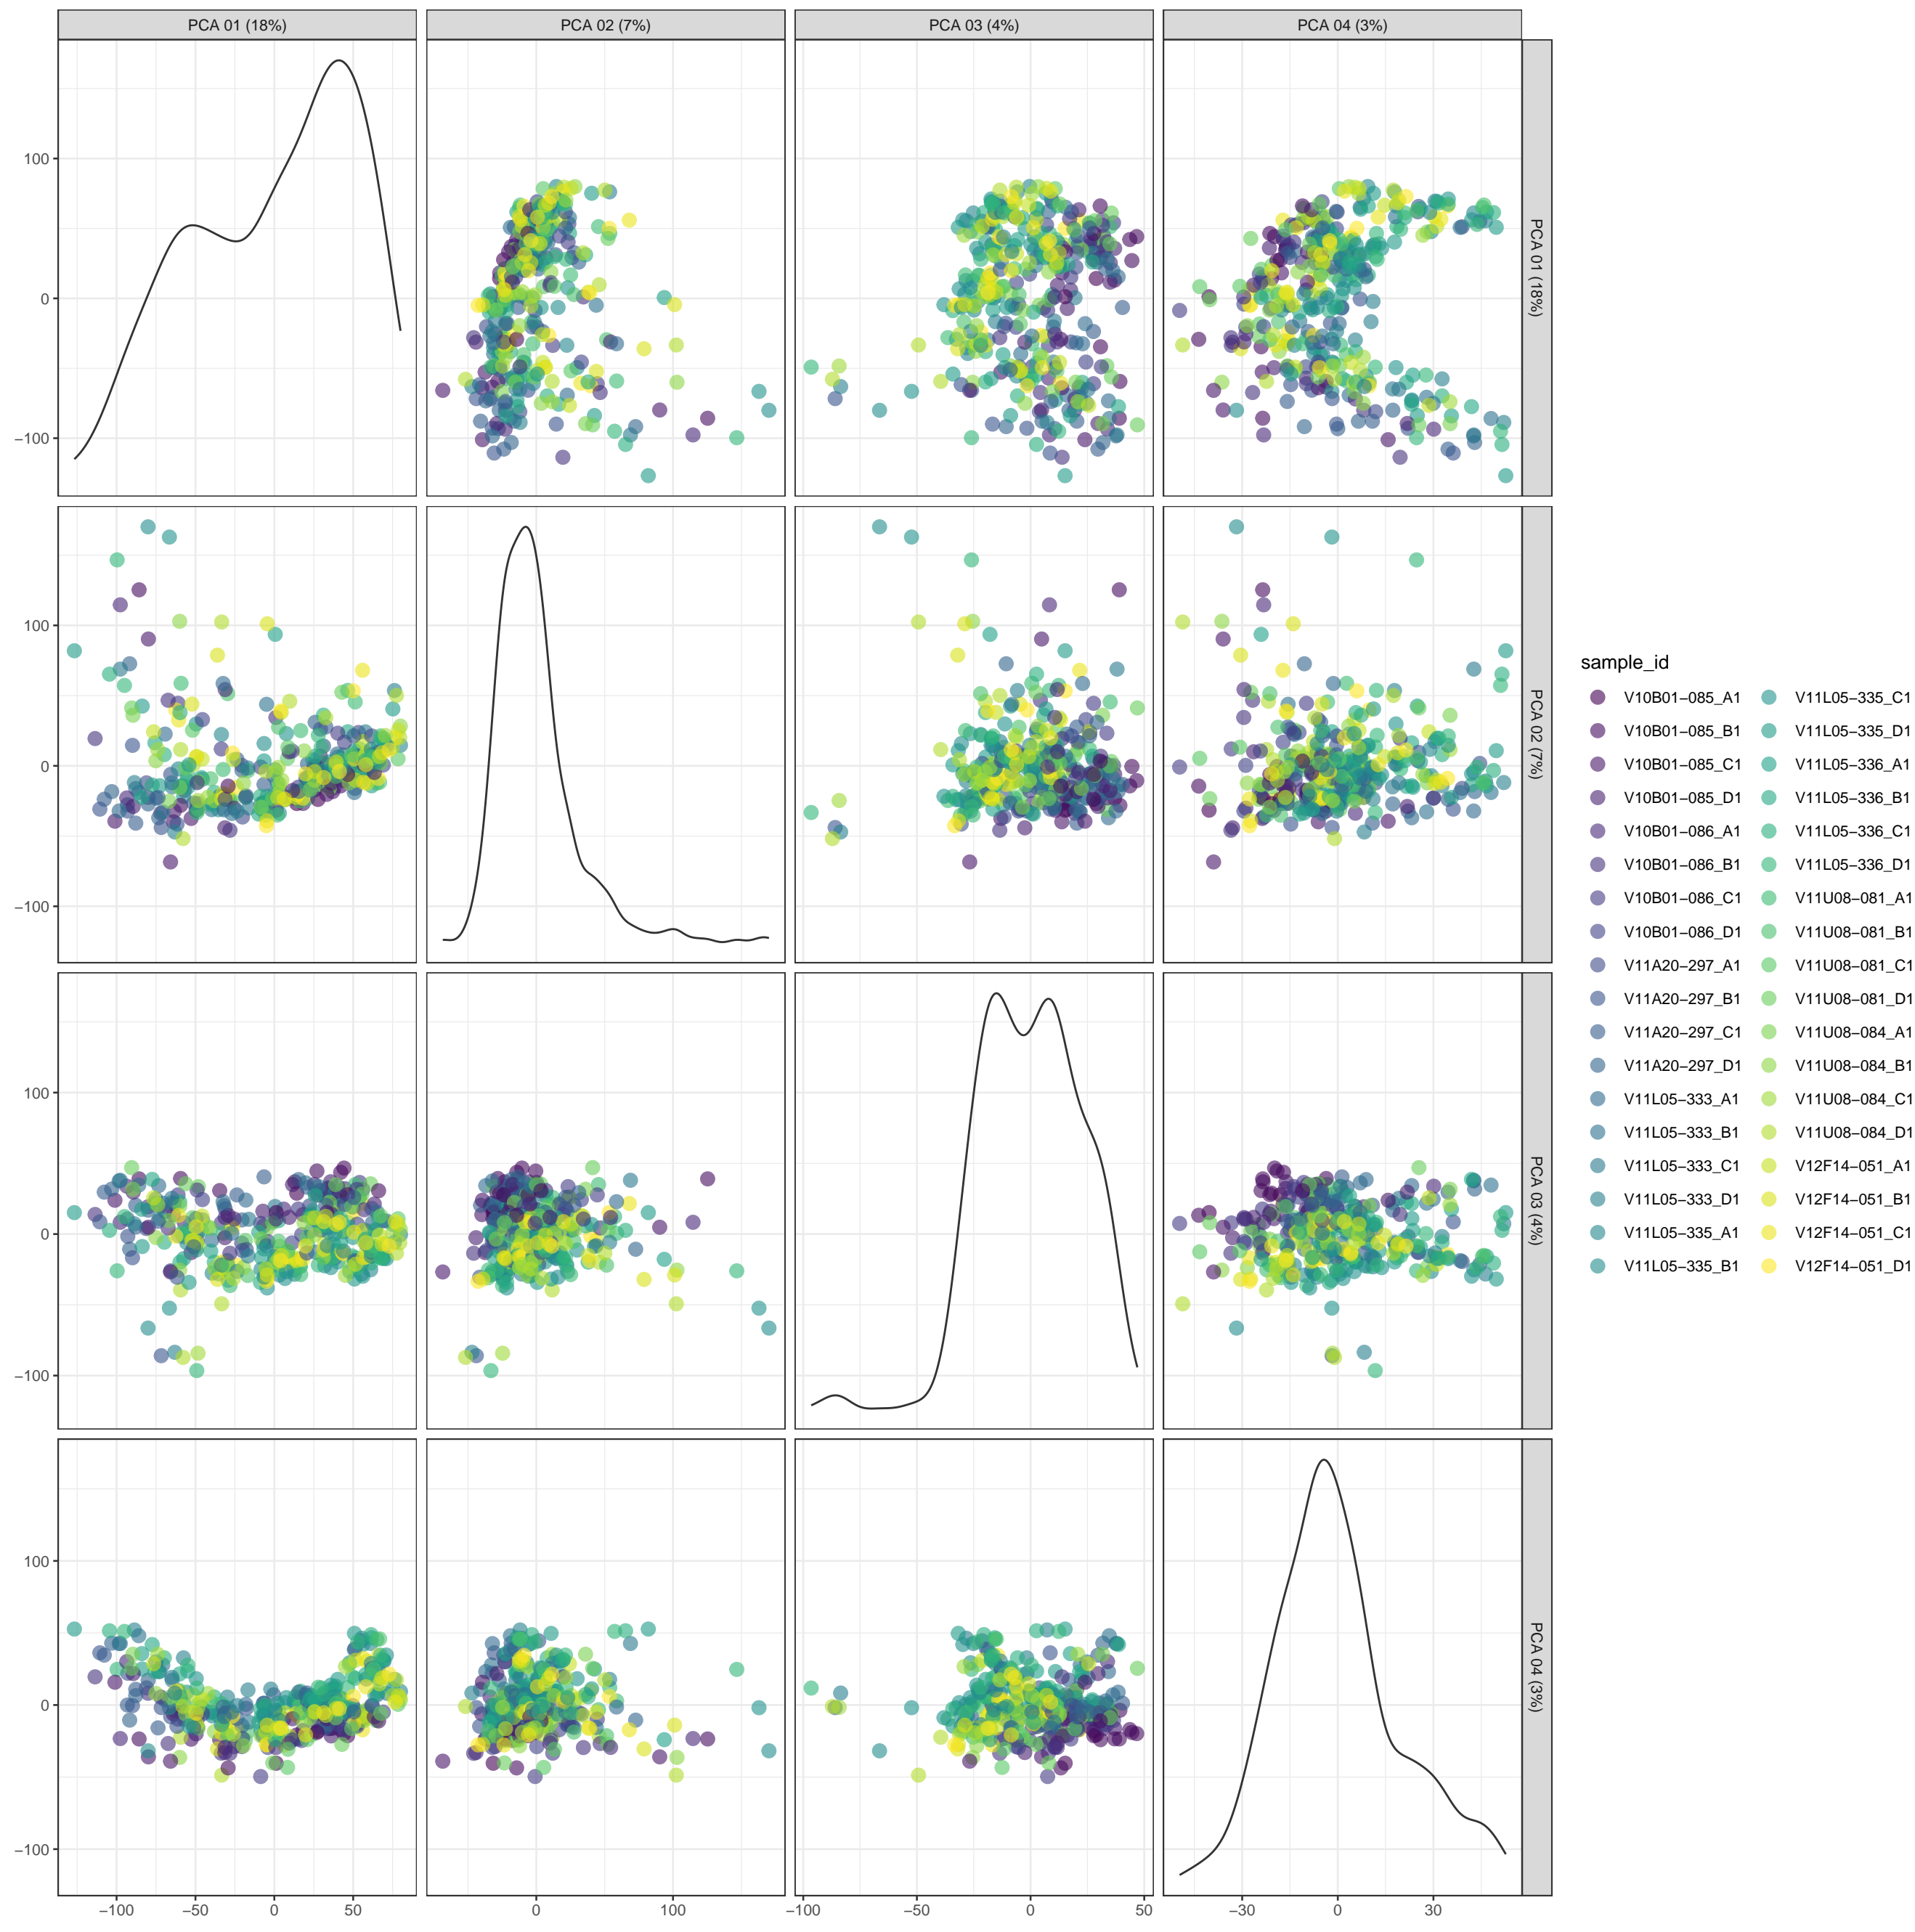 PCA 01 (18%) PCA 02 (7%) PCA 03 (4%) PCA 04 (3%)
100
0
−100
PCA 01 (18%)
100
0
−100
PCA 02 (7%)
100
0
−100
PCA 03 (4%)
100
0
−100
PCA 04 (3%)
−100 −50 0 50 0 100 −100 −50 0 50 −30 0 30
sample_id
V10B01−085_A1 V11L05−335_C1
V10B01−085_B1 V11L05−335_D1
V10B01−085_C1 V11L05−336_A1
V10B01−085_D1 V11L05−336_B1
V10B01−086_A1 V11L05−336_C1
V10B01−086_B1 V11L05−336_D1
V10B01−086_C1 V11U08−081_A1
V10B01−086_D1 V11U08−081_B1
V11A20−297_A1 V11U08−081_C1
V11A20−297_B1 V11U08−081_D1
V11A20−297_C1 V11U08−084_A1
V11A20−297_D1 V11U08−084_B1
V11L05−333_A1 V11U08−084_C1
V11L05−333_B1 V11U08−084_D1
V11L05−333_C1 V12F14−051_A1
V11L05−333_D1 V12F14−051_B1
V11L05−335_A1 V12F14−051_C1
V11L05−335_B1 V12F14−051_D1